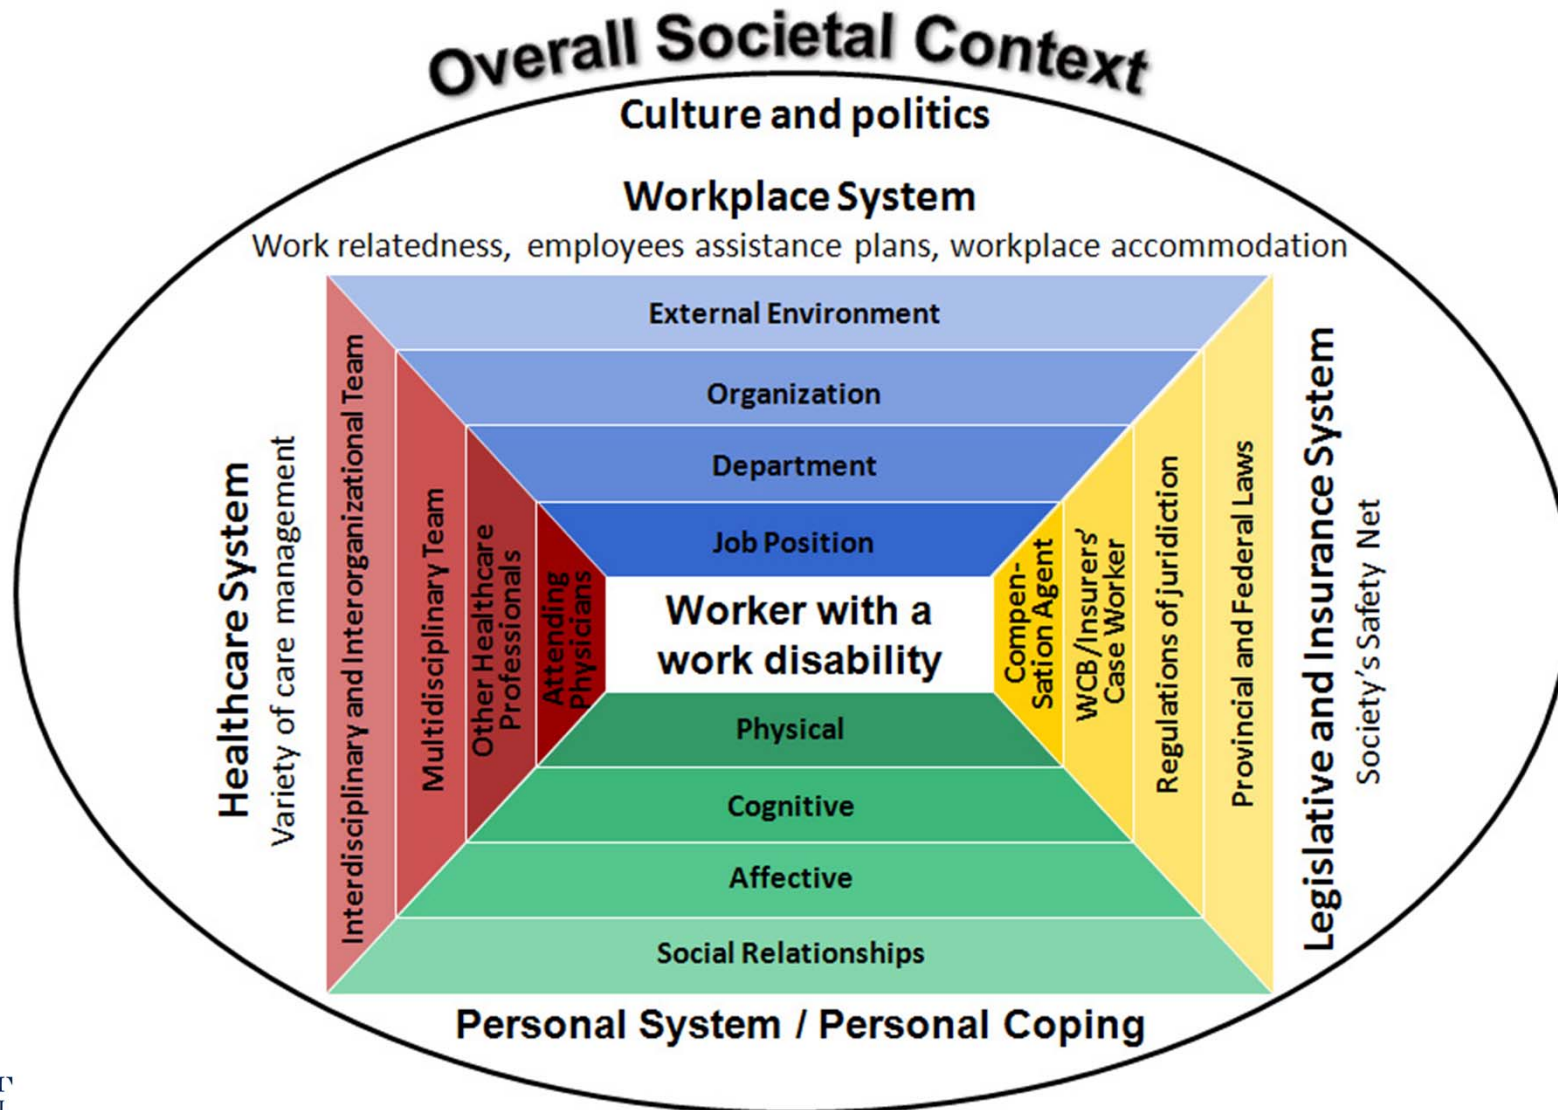 Overall Societal Context
Culture and politics
Workplace System
Work relatedness, employees assistance plans, workplace accommodation
External Environment
Organization
Department
Job Position
Healthcare System
Variety of care management
Interdisciplinary and Interorganizational Team
Multidisciplinary Team
Other Healthcare
Professionals
Attending
Physicians
Worker with a
work disability
Compen-
Sation Agent
WCB/Insurers’
Case Worker
Regulations of juridiction
Provincial and Federal Laws
Legislative and Insurance System
Society’s Safety Net
Physical
Cognitive
Affective
Social Relationships
Personal System / Personal Coping